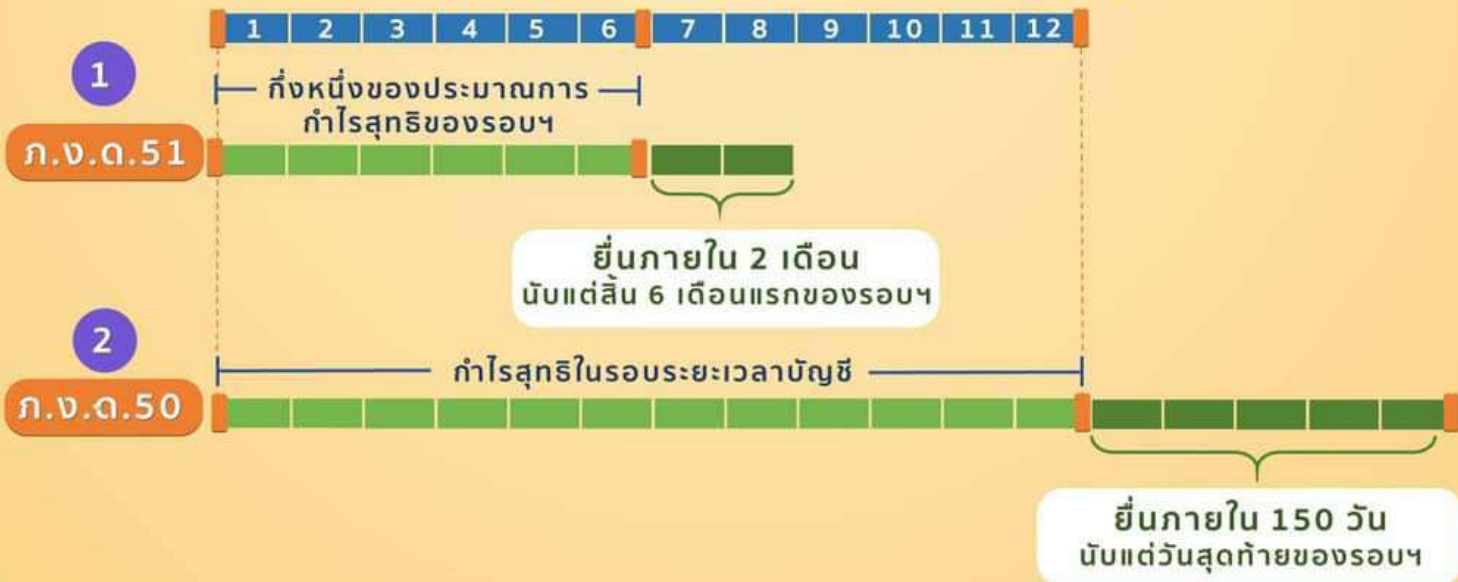 1 2 3 4 5 6 7 8 9 10 11 12
1
กึ่งหนึ่งของประมาณการ
กำไรสุทธิของรอบฯ
ภ.ง.ด.51
ยื่นภายใน 2 เดือน
นับแต่สิ้น 6 เดือนแรกของรอบฯ
2
กำไรสุทธิในรอบระยะเวลาบัญชี
ภ.ง.ด.50
ยื่นภายใน 150 วัน
นับแต่วันสุดท้ายของรอบฯ